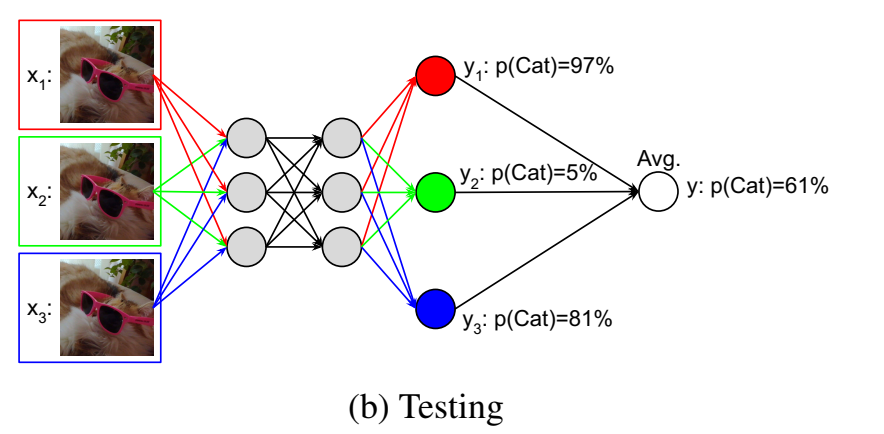 x₁:
y₁: p(Cat)=97%
Avg.
x₂:
y₂: p(Cat)=5%
y: p(Cat)=61%
x₃:
y₃: p(Cat)=81%
(b) Testing